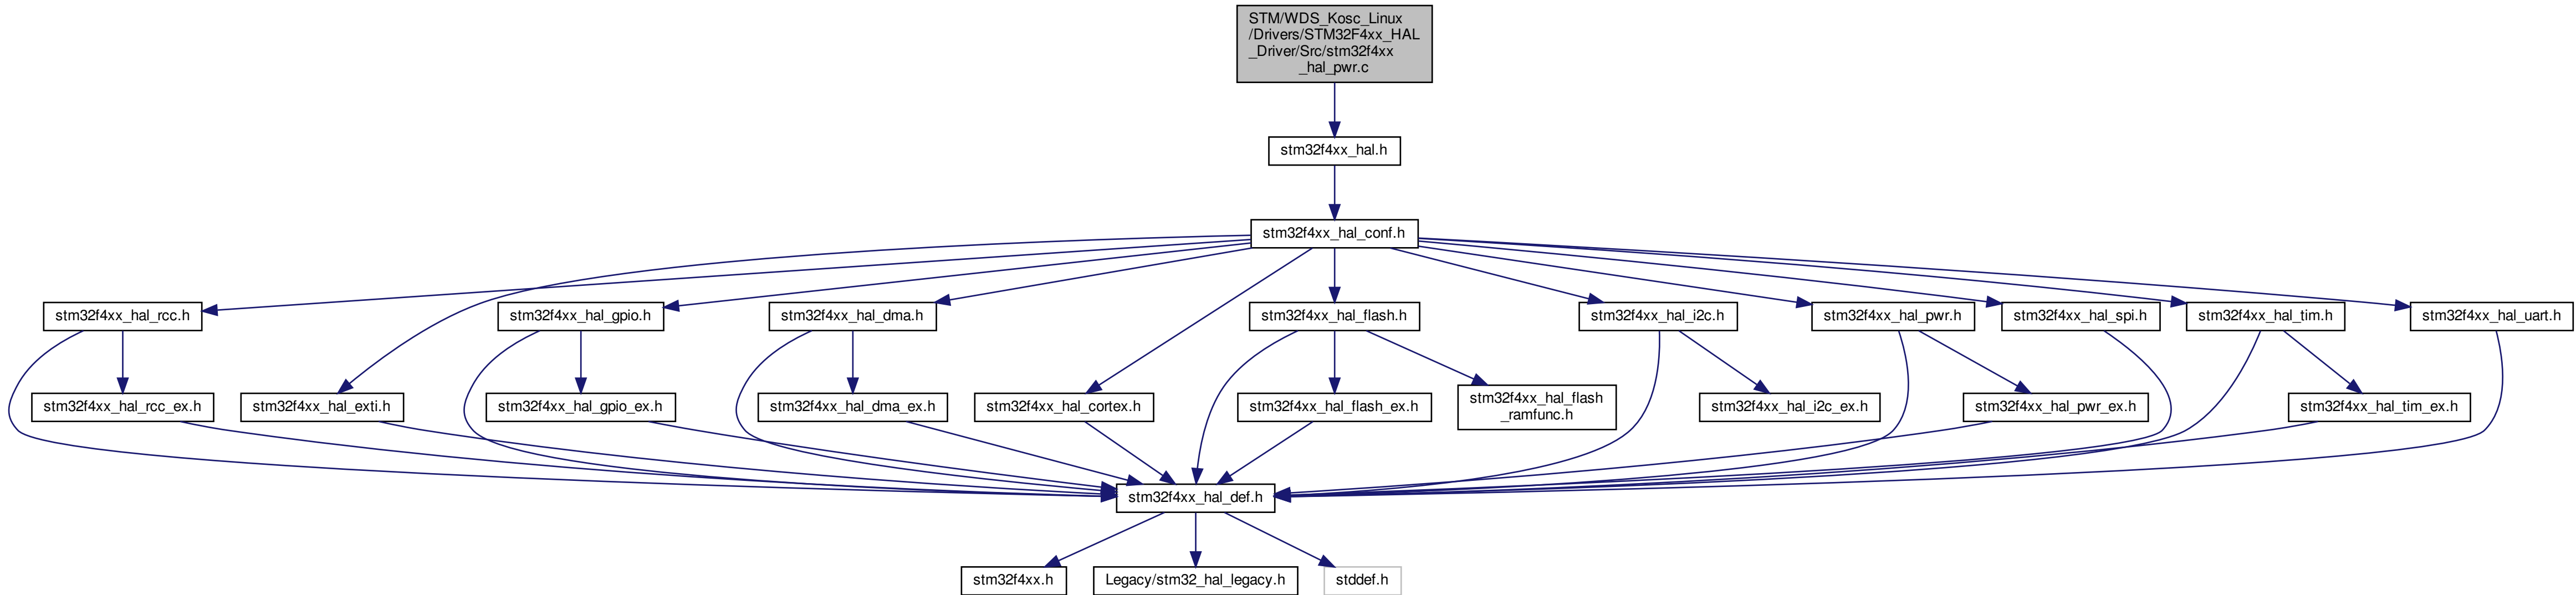 STM/WDS_Kosc_Linux
/Drivers/STM32F4xx_HAL
_Driver/Src/stm32f4xx
_hal_pwr.c
stm32f4xx_hal.h
stm32f4xx_hal_conf.h
stm32f4xx_hal_rcc.h
stm32f4xx_hal_gpio.h
stm32f4xx_hal_dma.h
stm32f4xx_hal_flash.h
stm32f4xx_hal_i2c.h
stm32f4xx_hal_pwr.h
stm32f4xx_hal_spi.h
stm32f4xx_hal_tim.h
stm32f4xx_hal_uart.h
stm32f4xx_hal_rcc_ex.h
stm32f4xx_hal_exti.h
stm32f4xx_hal_gpio_ex.h
stm32f4xx_hal_dma_ex.h
stm32f4xx_hal_cortex.h
stm32f4xx_hal_flash_ex.h
stm32f4xx_hal_flash
_ramfunc.h
stm32f4xx_hal_i2c_ex.h
stm32f4xx_hal_pwr_ex.h
stm32f4xx_hal_tim_ex.h
stm32f4xx_hal_def.h
stm32f4xx.h
Legacy/stm32_hal_legacy.h
stddef.h